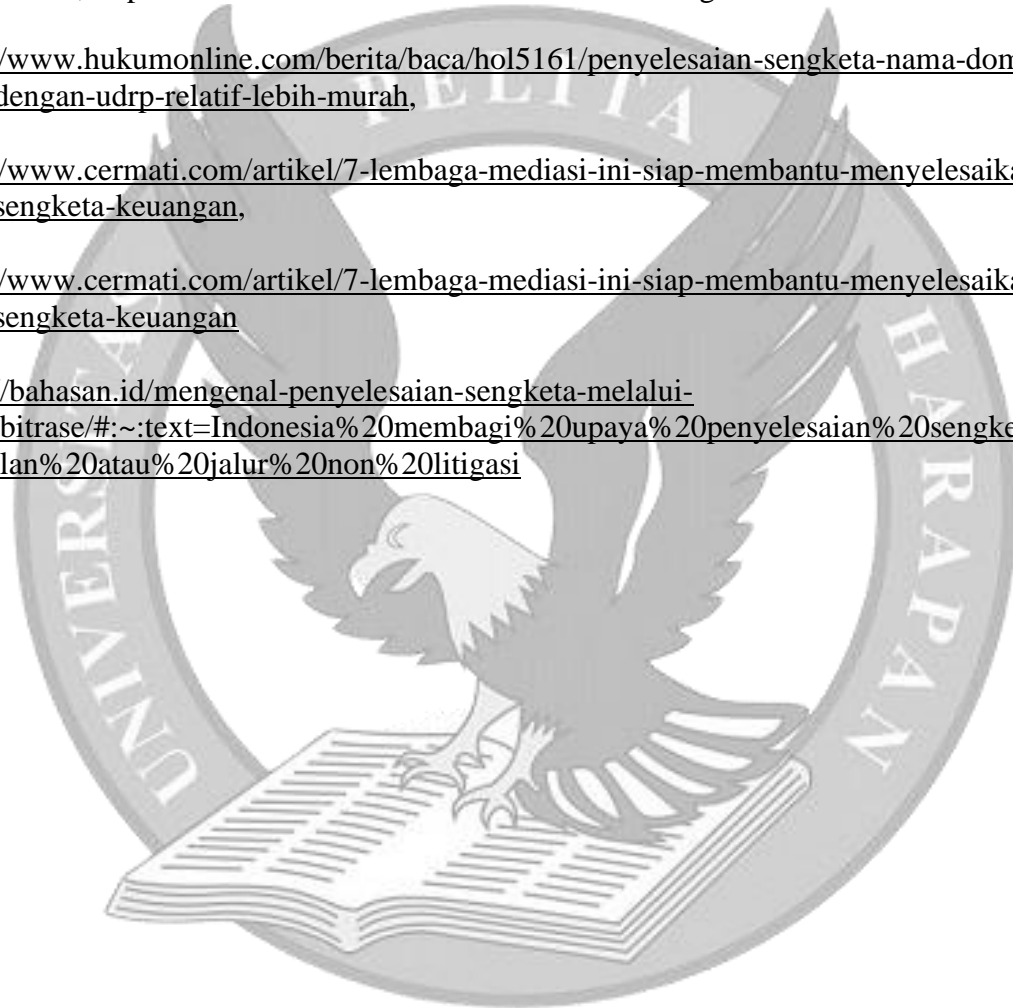 /www.hukumonline.com/berita/baca/hol5161/penyelesaian-sengketa-nama-dom
dengan-udrp-relatif-lebih-murah,
/www.cermati.com/artikel/7-lembaga-mediasi-ini-siap-membantu-menyelesaika
sengketa-keuangan,
/www.cermati.com/artikel/7-lembaga-mediasi-ini-siap-membantu-menyelesaika
sengketa-keuangan
/bahasan.id/mengenal-penyelesaian-sengketa-melalui-
bitrase/#:~:text=Indonesia%20membagi%20upaya%20penyelesaian%20sengke
lan%20atau%20jalur%20non%20litigasi
UNIVERSITAS PELITA HARAPAN